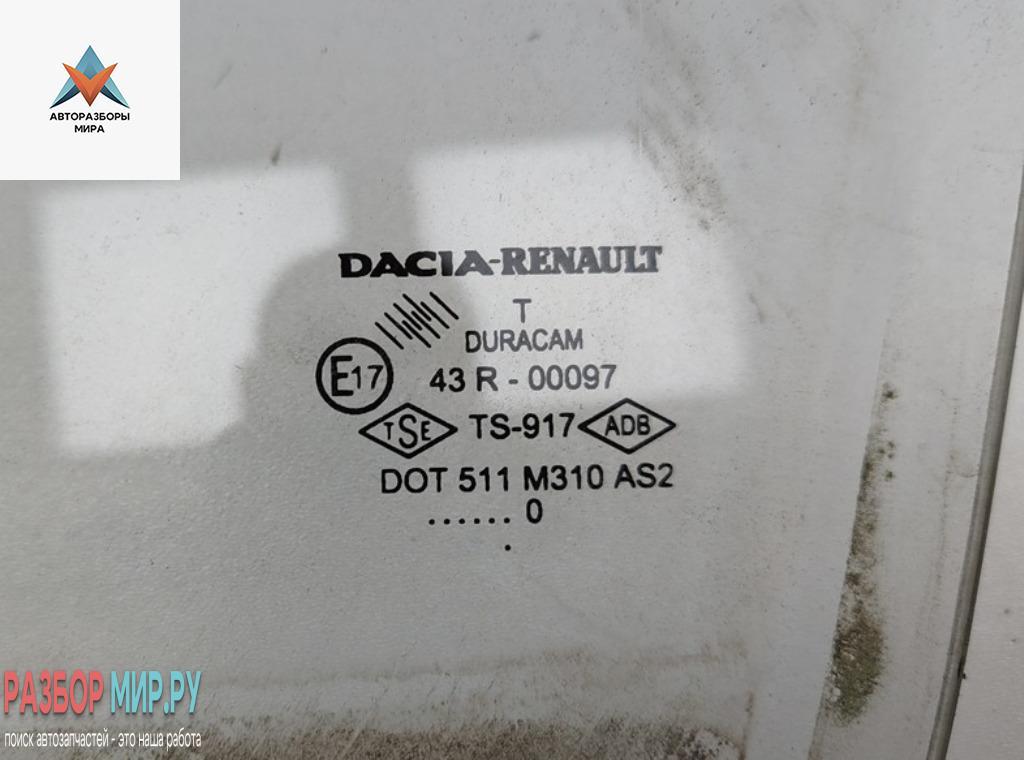 АВТОРАЗБОРЫ
МИРА
DACIA-RENAULT
T
DURACAM
E17 43 R - 00097
TSE TS-917 ADB
DOT 511 M310 AS2
...... 0
.
РАЗБОР МИР.РУ
поиск автозапчастей - это наша работа